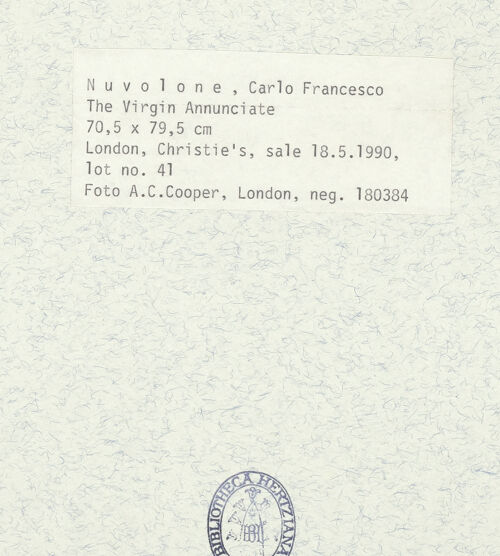 Nuvolone, Carlo Francesco
The Virgin Annunciate
70,5 x 79,5 cm
London, Christie's, sale 18.5.1990,
lot no. 41
Foto A.C.Cooper, London, neg. 180384
BIBLIOTHECA HERTZIANA